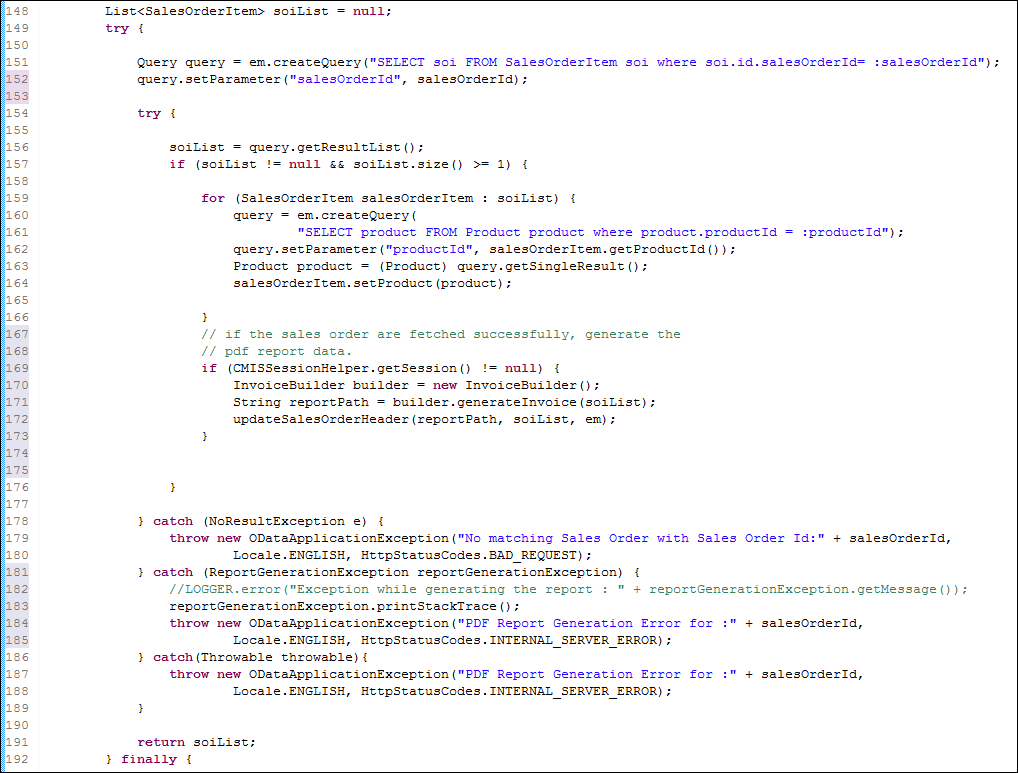 148 List<SalesOrderItem> soiList = null;
149 try {
150
151 Query query = em.createQuery("SELECT soi FROM SalesOrderItem soi where soi.id.salesOrderId= :salesOrderId");
152 query.setParameter("salesOrderId", salesOrderId);
153
154 try {
155
156 soiList = query.getResultList();
157 if (soiList != null && soiList.size() >= 1) {
158
159 for (SalesOrderItem salesOrderItem : soiList) {
160 query = em.createQuery(
161 "SELECT product FROM Product product where product.productId = :productId");
162 query.setParameter("productId", salesOrderItem.getProductId());
163 Product product = (Product) query.getSingleResult();
164 salesOrderItem.setProduct(product);
165
166 }
167 // if the sales order are fetched successfully, generate the
168 // pdf report data.
169 if (CMISSessionHelper.getSession() != null) {
170 InvoiceBuilder builder = new InvoiceBuilder();
171 String reportPath = builder.generateInvoice(soiList);
172 updateSalesOrderHeader(reportPath, soiList, em);
173 }
174
175
176 }
177
178 } catch (NoResultException e) {
179 throw new ODataApplicationException("No matching Sales Order with Sales Order Id:" + salesOrderId,
180 Locale.ENGLISH, HttpStatusCodes.BAD_REQUEST);
181 } catch (ReportGenerationException reportGenerationException) {
182 //LOGGER.error("Exception while generating the report : " + reportGenerationException.getMessage());
183 reportGenerationException.printStackTrace();
184 throw new ODataApplicationException("PDF Report Generation Error for :" + salesOrderId,
185 Locale.ENGLISH, HttpStatusCodes.INTERNAL_SERVER_ERROR);
186 } catch(Throwable throwable){
187 throw new ODataApplicationException("PDF Report Generation Error for :" + salesOrderId,
188 Locale.ENGLISH, HttpStatusCodes.INTERNAL_SERVER_ERROR);
189 }
190
191 return soiList;
192 } finally {